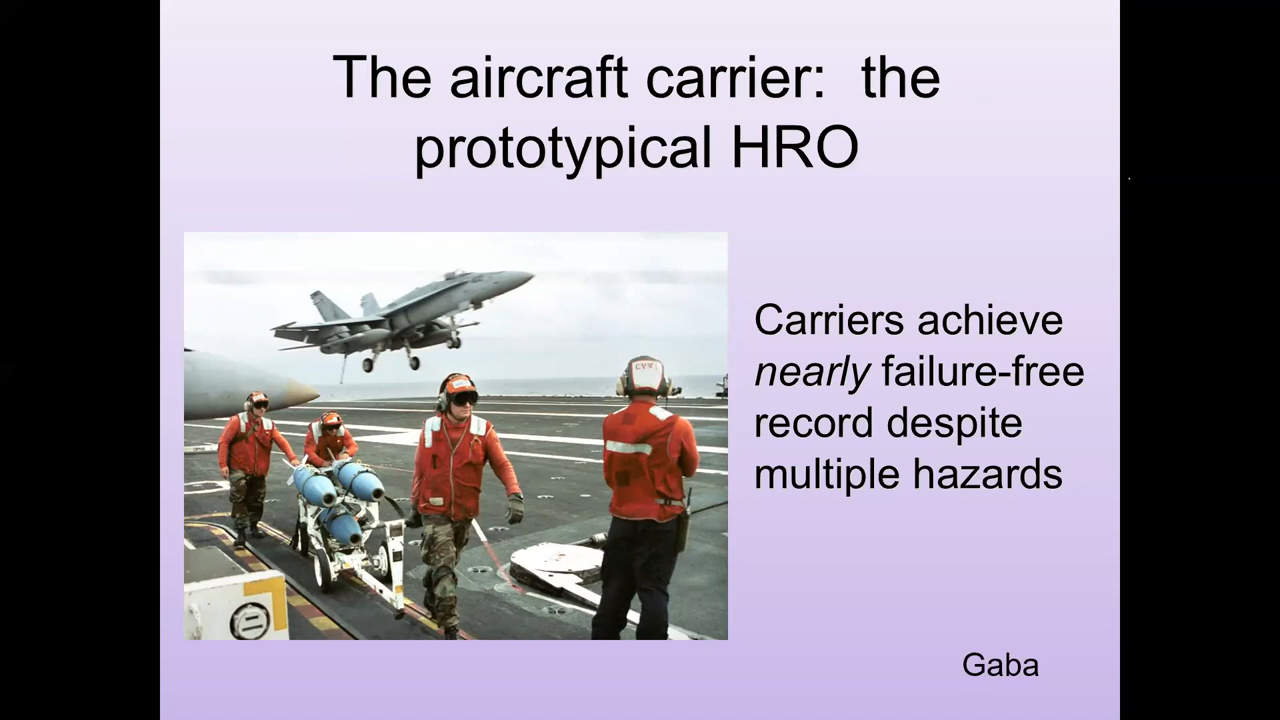 The aircraft carrier:  the
prototypical HRO
Carriers achieve
nearly failure-free
record despite
multiple hazards
Gaba